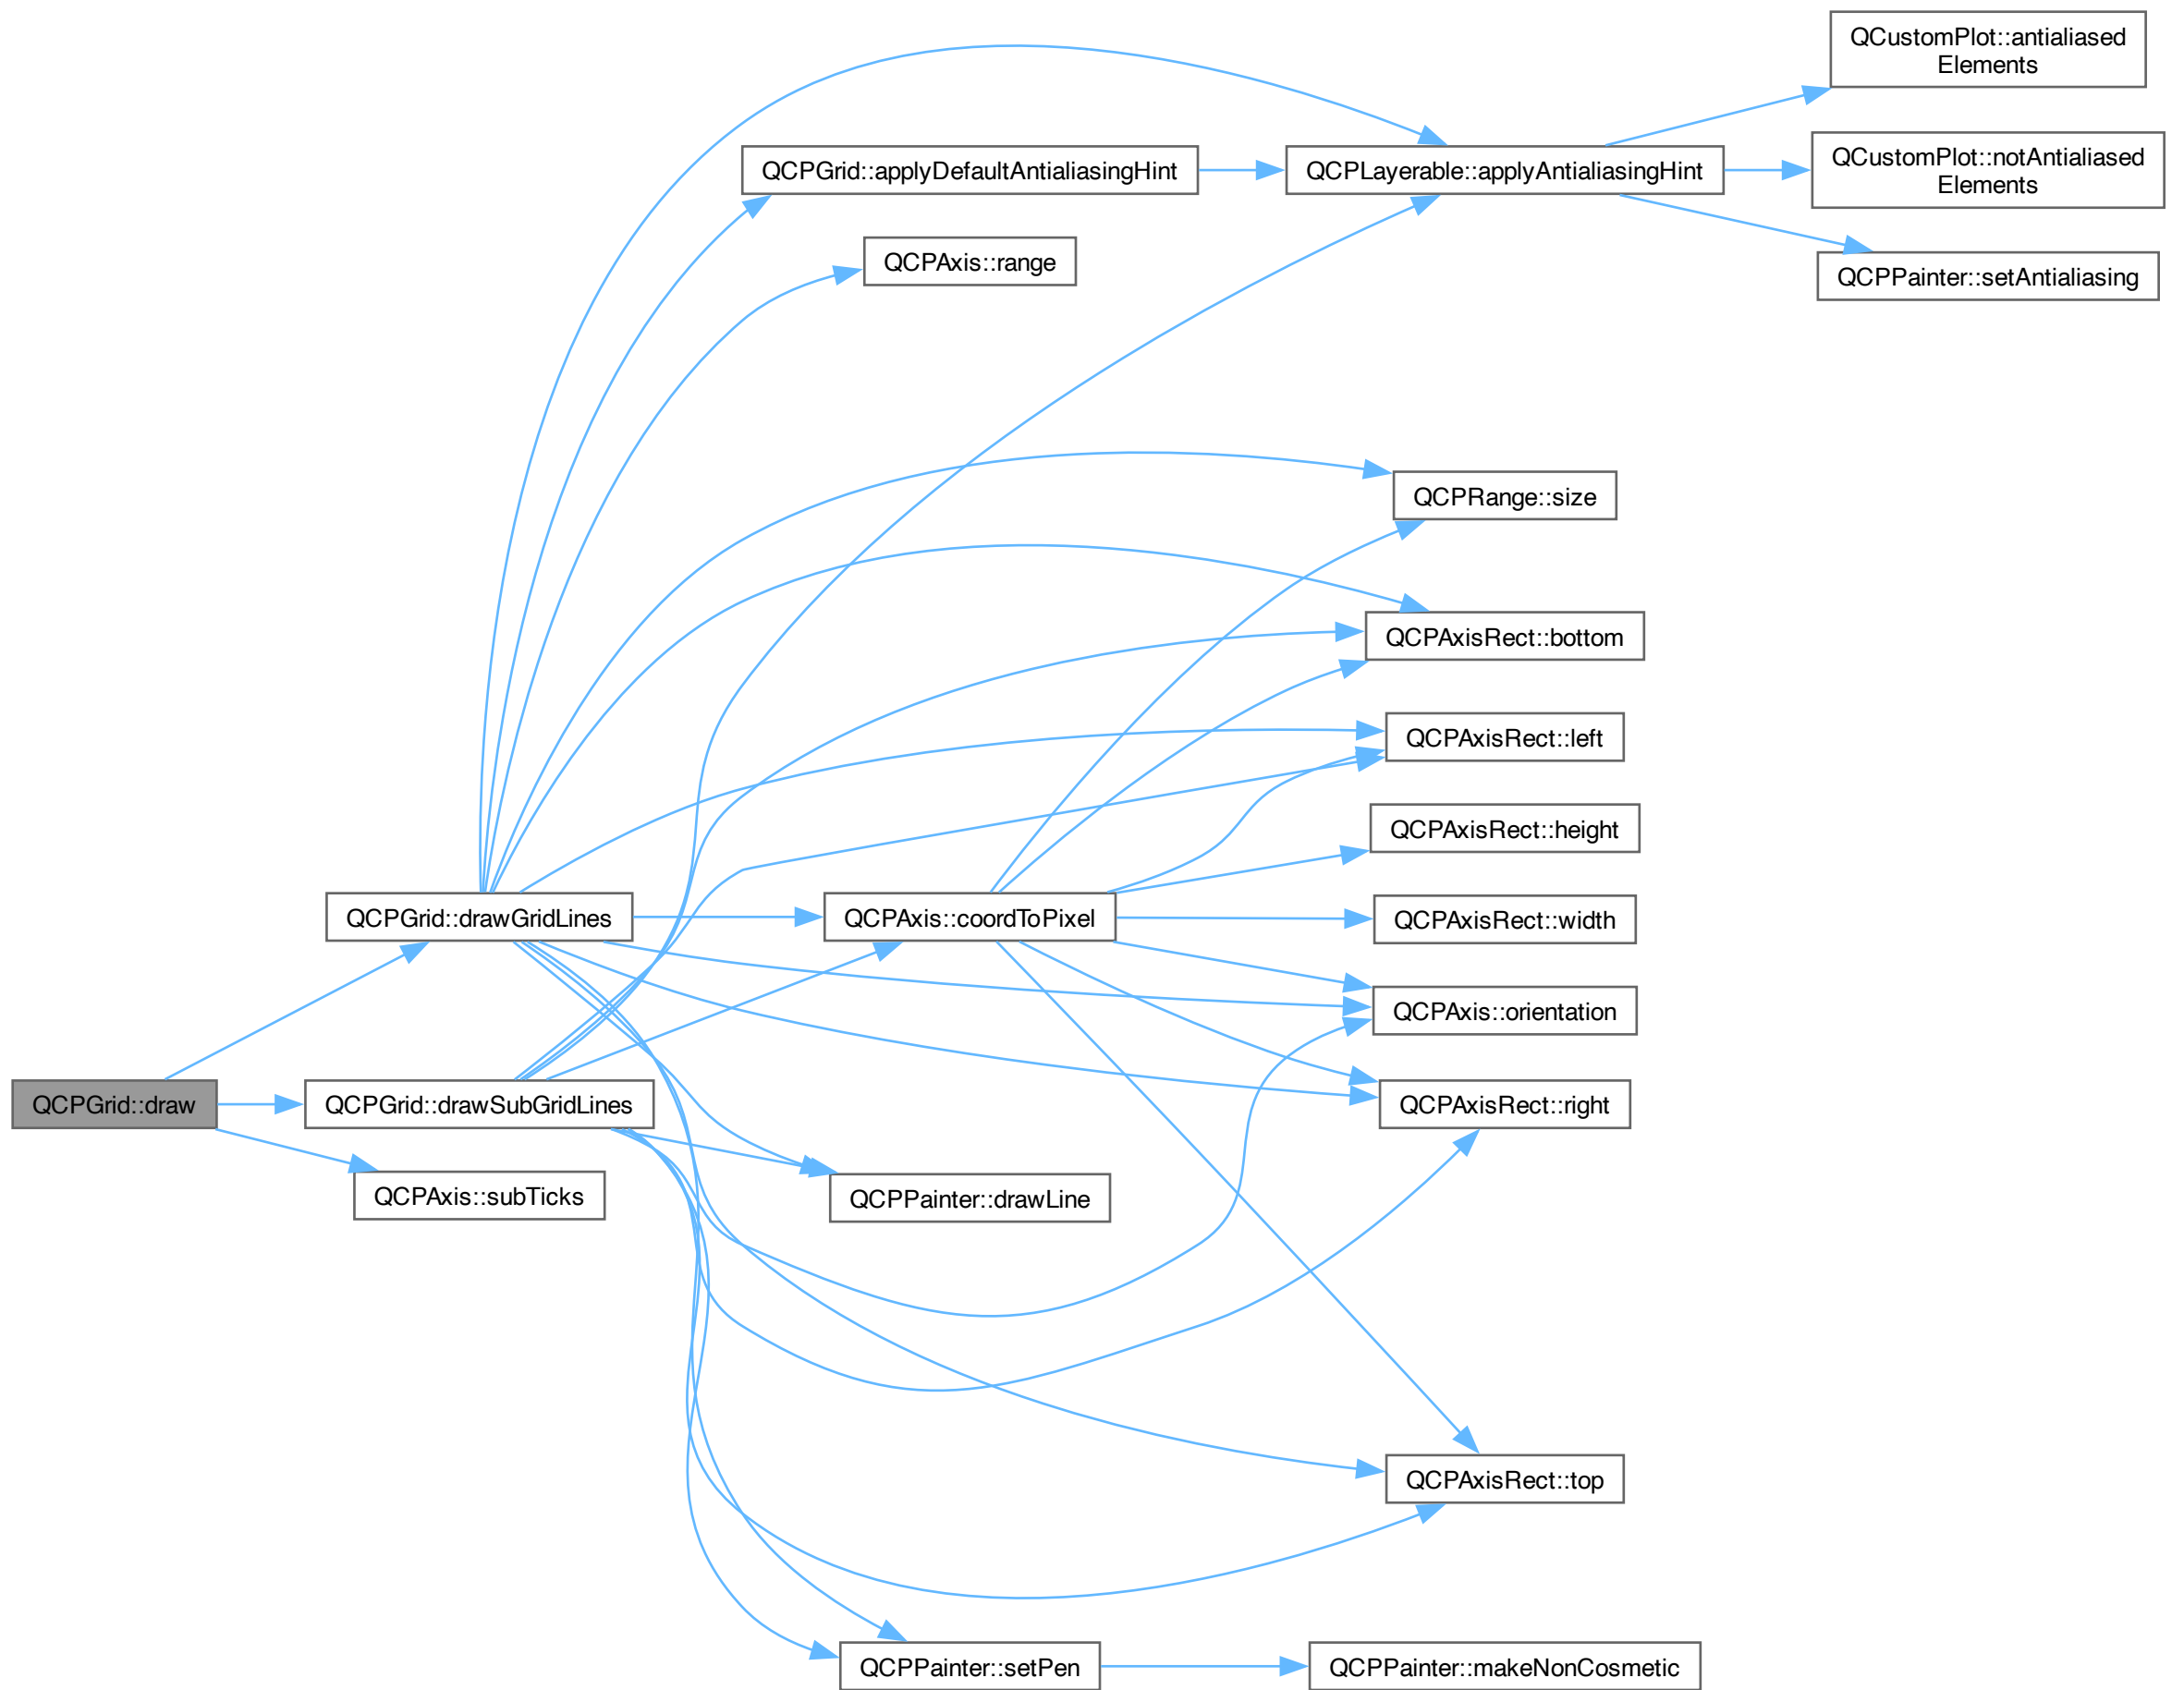 QCustomPlot::antialiased
Elements
QCPGrid::applyDefaultAntialiasingHint
QCPLayerable::applyAntialiasingHint
QCustomPlot::notAntialiased
Elements
QCPAxis::range
QCPPainter::setAntialiasing
QCPRange::size
QCPAxisRect::bottom
QCPAxisRect::left
QCPAxisRect::height
QCPGrid::drawGridLines
QCPAxis::coordToPixel
QCPAxisRect::width
QCPAxis::orientation
QCPGrid::draw
QCPGrid::drawSubGridLines
QCPAxisRect::right
QCPAxis::subTicks
QCPPainter::drawLine
QCPAxisRect::top
QCPPainter::setPen
QCPPainter::makeNonCosmetic